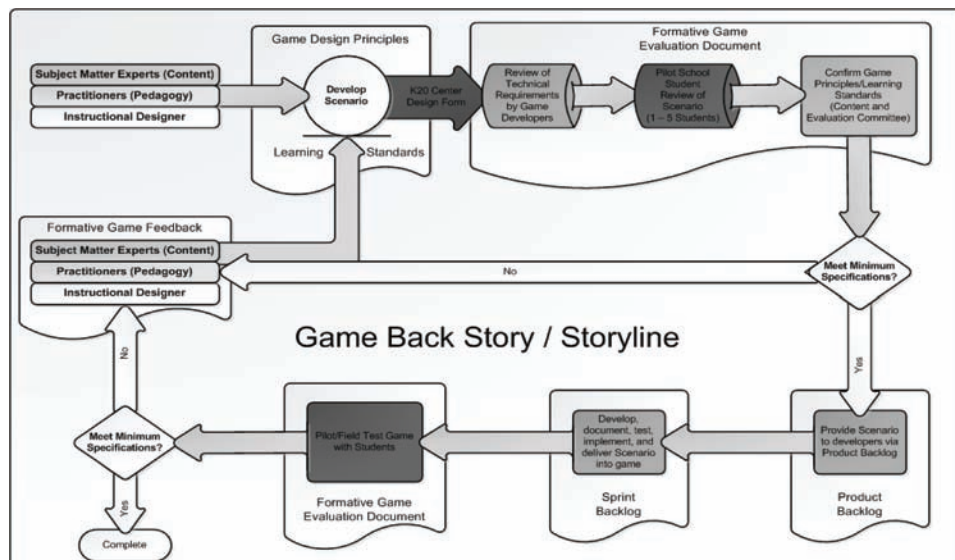 Game Design Principles
Formative Game
Evaluation Document
Subject Matter Experts (Content)
Practitioners (Pedagogy)
Instructional Designer
Develop
Scenario
K20 Center
Design Form
Review of
Technical
Requirements
by Game
Developers
Pilot School
Student
Review of
Scenario
(1 – 5 Students)
Confirm Game
Principles/Learning
Standards
(Content and
Evaluation Committee)
Learning
Standards
Formative Game Feedback
Subject Matter Experts (Content)
Practitioners (Pedagogy)
Instructional Designer
No
Meet Minimum
Specifications?
Game Back Story / Storyline
No
Yes
Meet Minimum
Specifications?
Pilot/Field Test Game
with Students
Develop,
document, test,
implement, and
deliver Scenario
into game
Provide Scenario
to developers via
Product Backlog
Formative Game
Evaluation Document
Sprint
Backlog
Product
Backlog
Yes
Complete